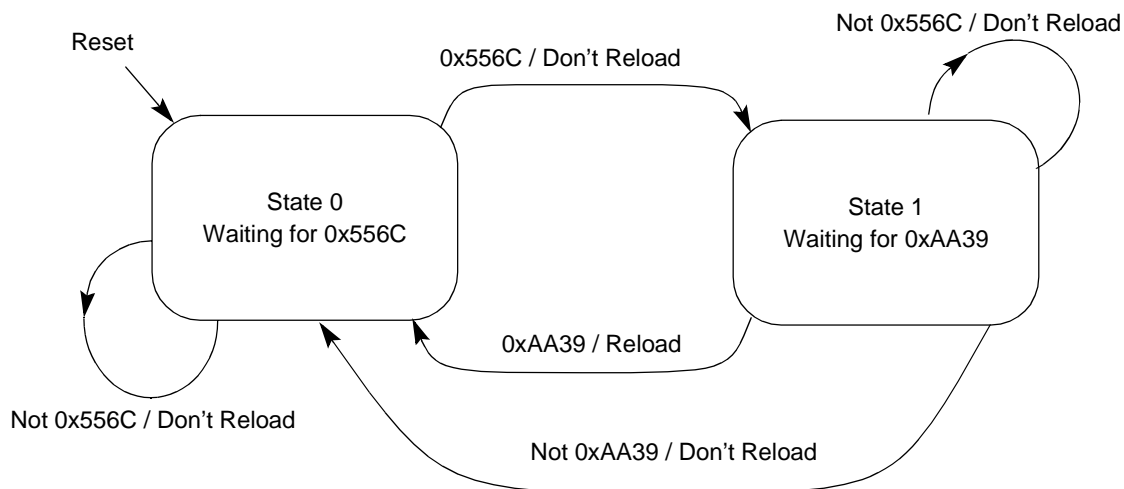 Reset
0x556C / Don't Reload
Not 0x556C / Don't Reload
State 0
Waiting for 0x556C
State 1
Waiting for 0xAA39
0xAA39 / Reload
Not 0x556C / Don't Reload
Not 0xAA39 / Don't Reload